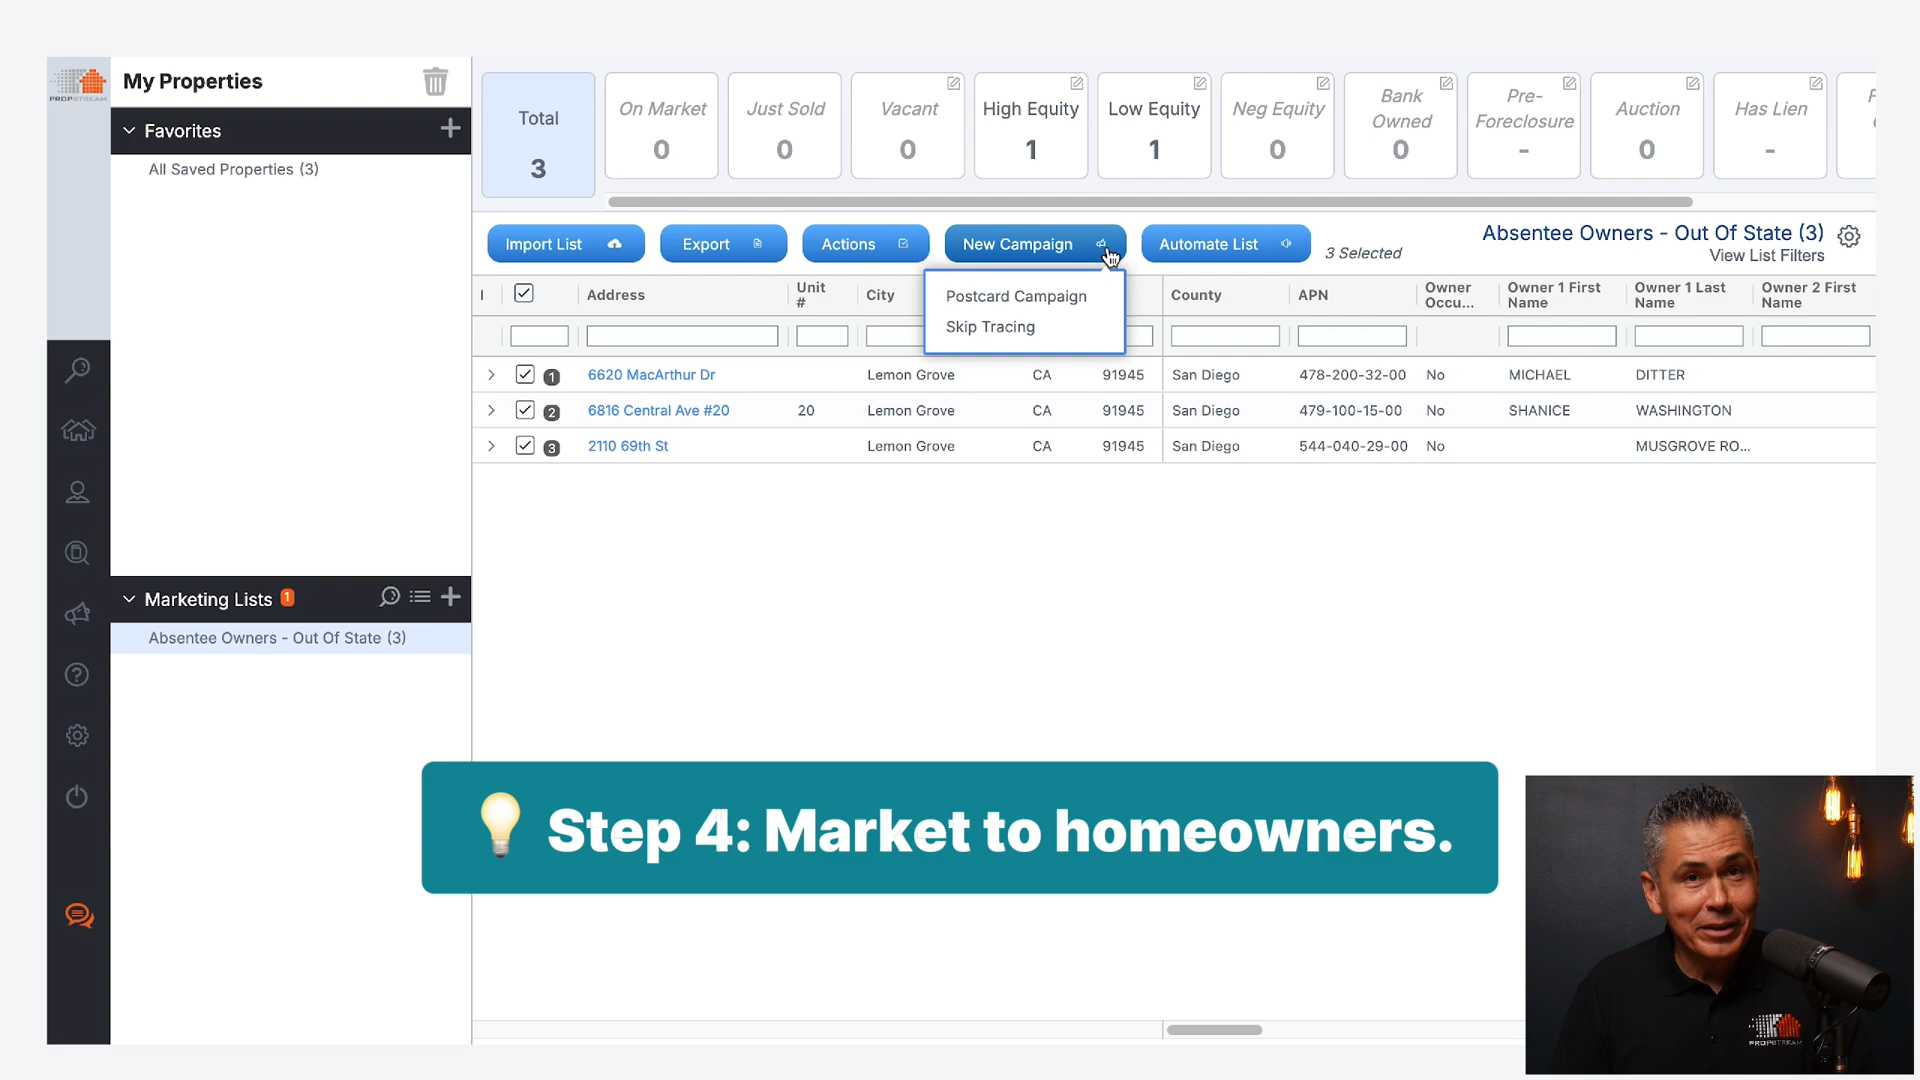 PROPSTREAM
My Properties
Favorites
All Saved Properties (3)
Marketing Lists 1
Absentee Owners - Out Of State (3)
Total
3
On Market
0
Just Sold
0
Vacant
0
High Equity
1
Low Equity
1
Neg Equity
0
Bank
Owned
0
Pre-
Foreclosure
-
Auction
0
Has Lien
-
Import List
Export
Actions
New Campaign
Automate List
3 Selected
Absentee Owners - Out Of State (3)
View List Filters
Postcard Campaign
Skip Tracing
Address
Unit
#
City
County
APN
Owner
Occu...
Owner 1 First
Name
Owner 1 Last
Name
Owner 2 First
Name
1 6620 MacArthur Dr Lemon Grove CA 91945 San Diego 478-200-32-00 No MICHAEL DITTER
2 6816 Central Ave #20 20 Lemon Grove CA 91945 San Diego 479-100-15-00 No SHANICE WASHINGTON
3 2110 69th St Lemon Grove CA 91945 San Diego 544-040-29-00 No MUSGROVE RO...
Step 4: Market to homeowners.
PROPSTREAM